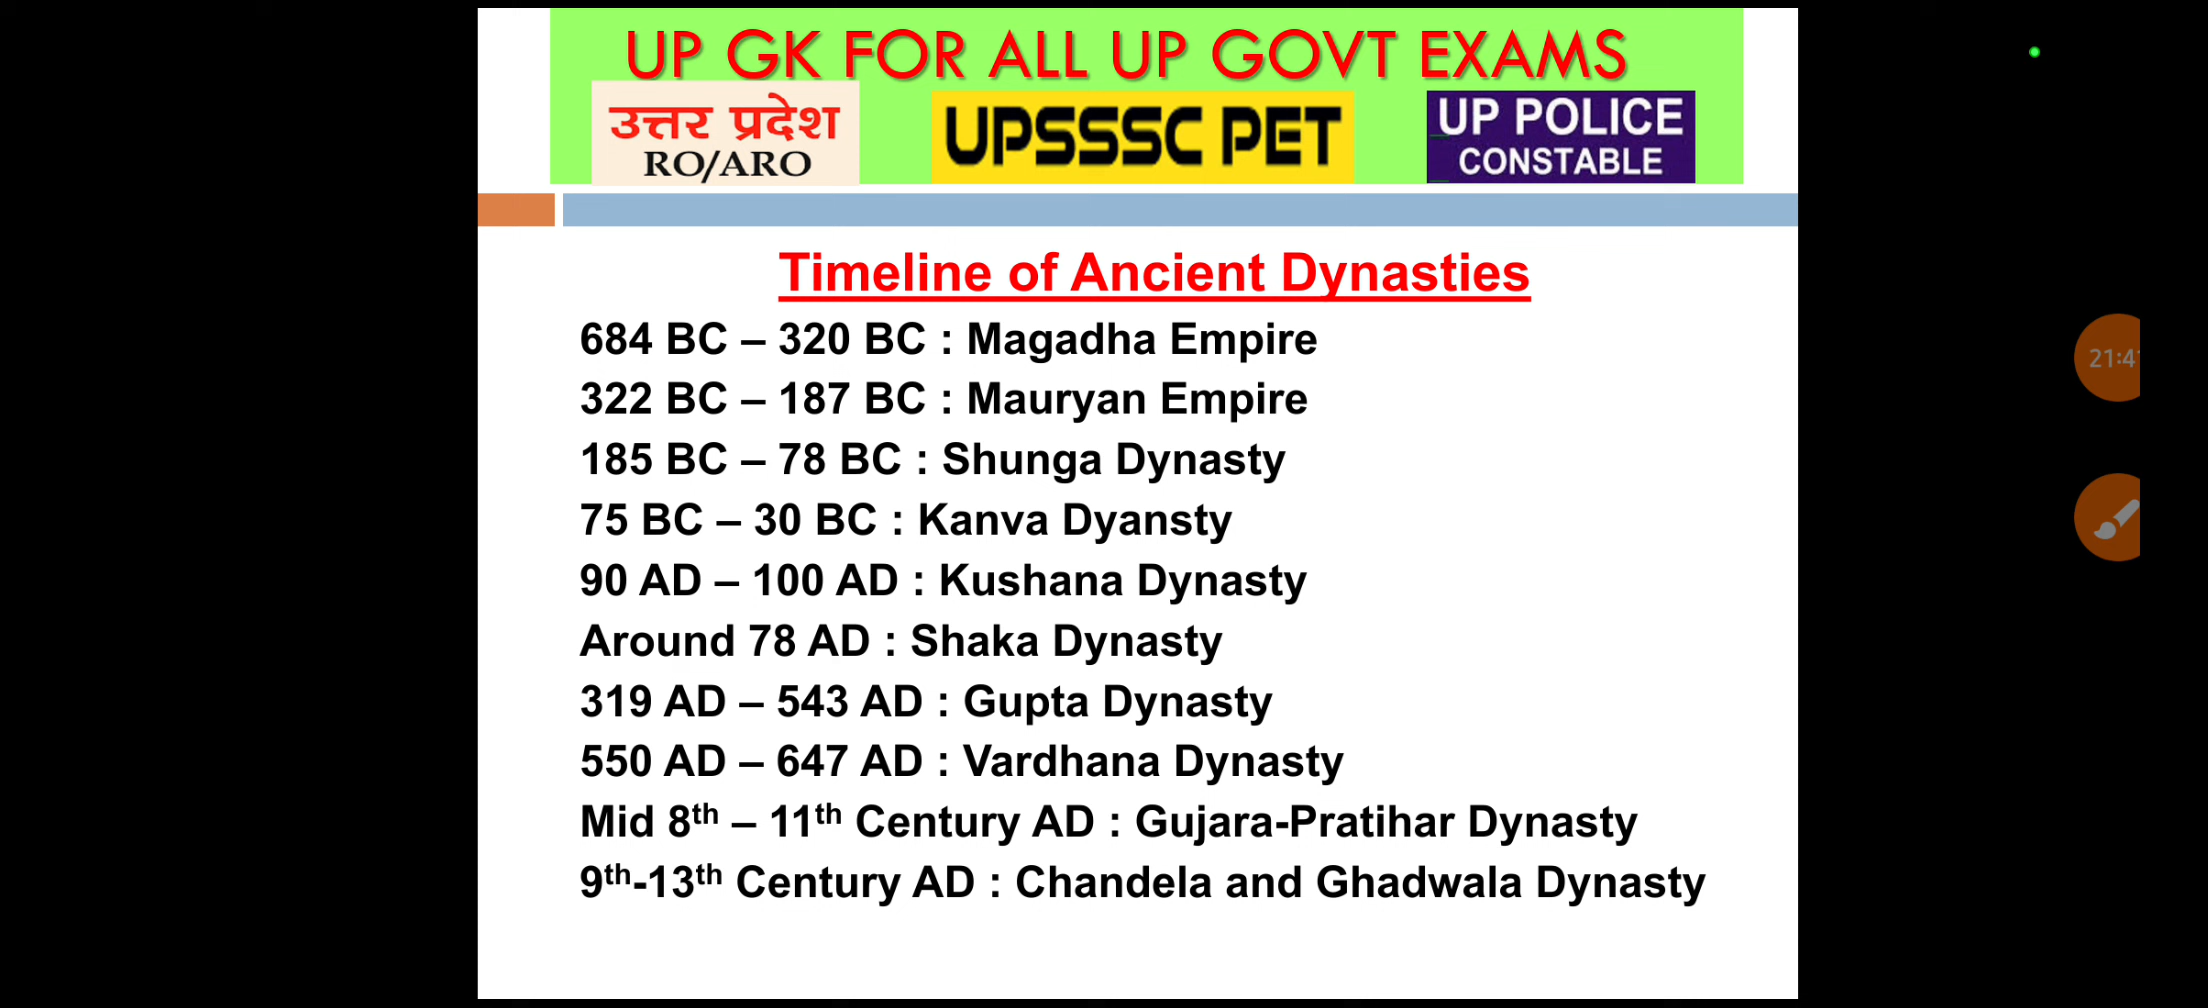 UP GK FOR ALL UP GOVT EXAMS
उत्तर प्रदेश
RO/ARO
UPSSSC PET
UP POLICE
CONSTABLE
Timeline of Ancient Dynasties
684 BC – 320 BC : Magadha Empire
322 BC – 187 BC : Mauryan Empire
185 BC – 78 BC : Shunga Dynasty
75 BC – 30 BC : Kanva Dyansty
90 AD – 100 AD : Kushana Dynasty
Around 78 AD : Shaka Dynasty
319 AD – 543 AD : Gupta Dynasty
550 AD – 647 AD : Vardhana Dynasty
Mid 8th – 11th Century AD : Gujara-Pratihar Dynasty
9th-13th Century AD : Chandela and Ghadwala Dynasty